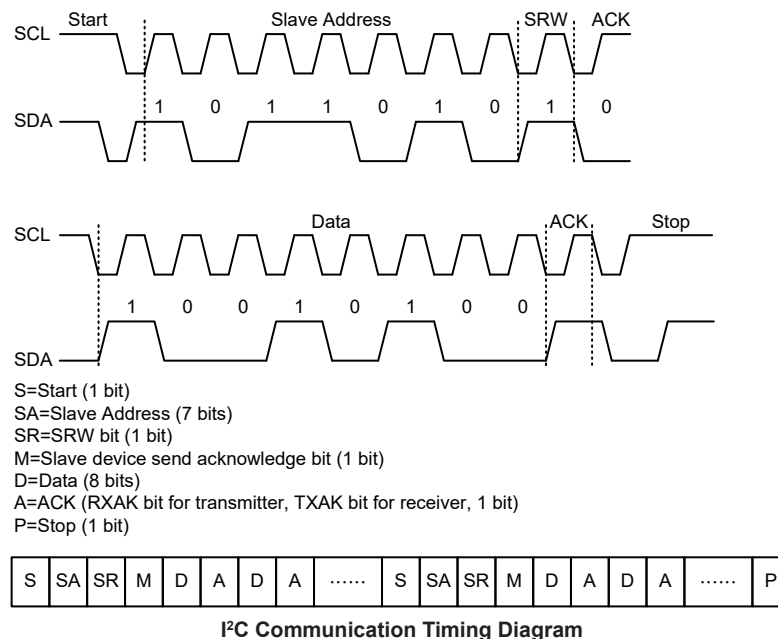 Start Slave Address SRW ACK
SCL
1 0 1 1 0 1 0 1 0
SDA
Data ACK Stop
SCL
1 0 0 1 0 1 0 0
SDA
S=Start (1 bit)
SA=Slave Address (7 bits)
SR=SRW bit (1 bit)
M=Slave device send acknowledge bit (1 bit)
D=Data (8 bits)
A=ACK (RXAK bit for transmitter, TXAK bit for receiver, 1 bit)
P=Stop (1 bit)
S SA SR M D A D A ...... S SA SR M D A D A ...... P
I²C Communication Timing Diagram